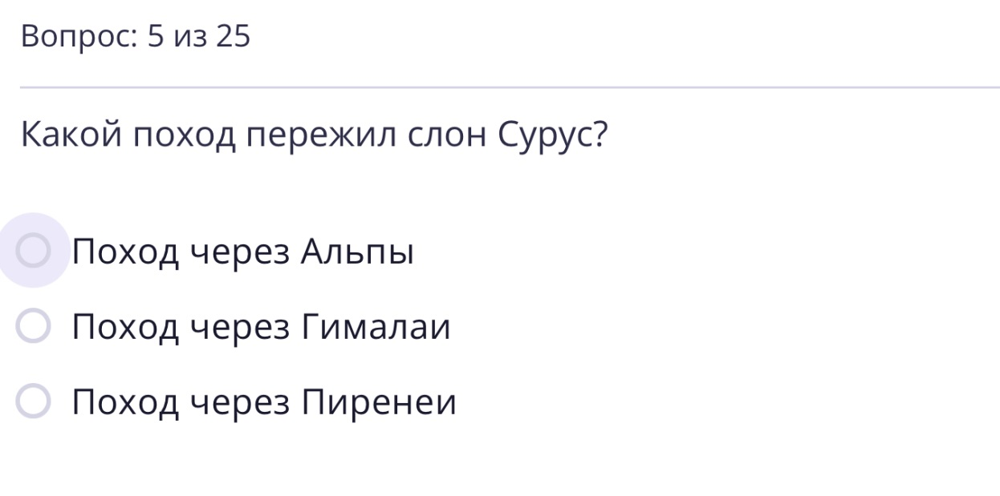 Вопрос: 5 из 25
Какой поход пережил слон Сурус?
Поход через Альпы
Поход через Гималаи
Поход через Пиренеи